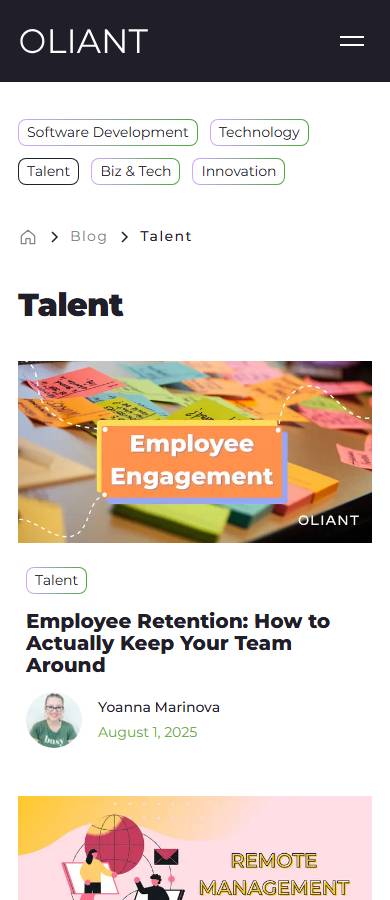 OLIANT
Software Development
Technology
Talent
Biz & Tech
Innovation
Blog
Talent
Talent
Employee
Engagement
OLIANT
Talent
Employee Retention: How to
Actually Keep Your Team
Around
Yoanna Marinova
August 1, 2025
REMOTE
MANAGEMENT